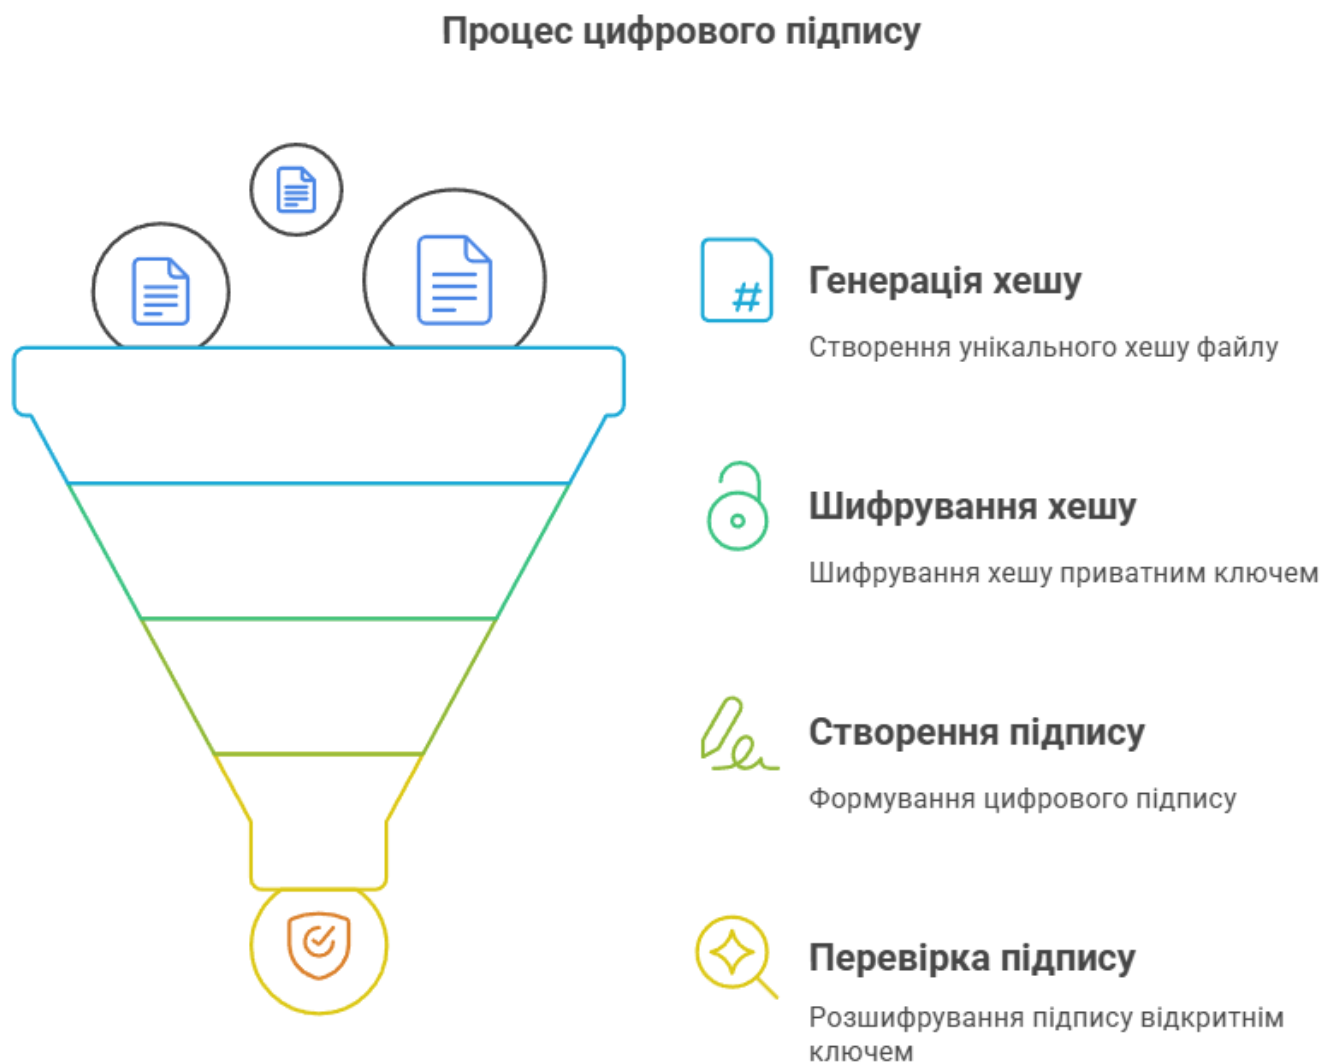 Процес цифрового підпису
#
Генерація хешу
Створення унікального хешу файлу
Шифрування хешу
Шифрування хешу приватним ключем
Створення підпису
Формування цифрового підпису
Перевірка підпису
Розшифрування підпису відкритнім
ключем